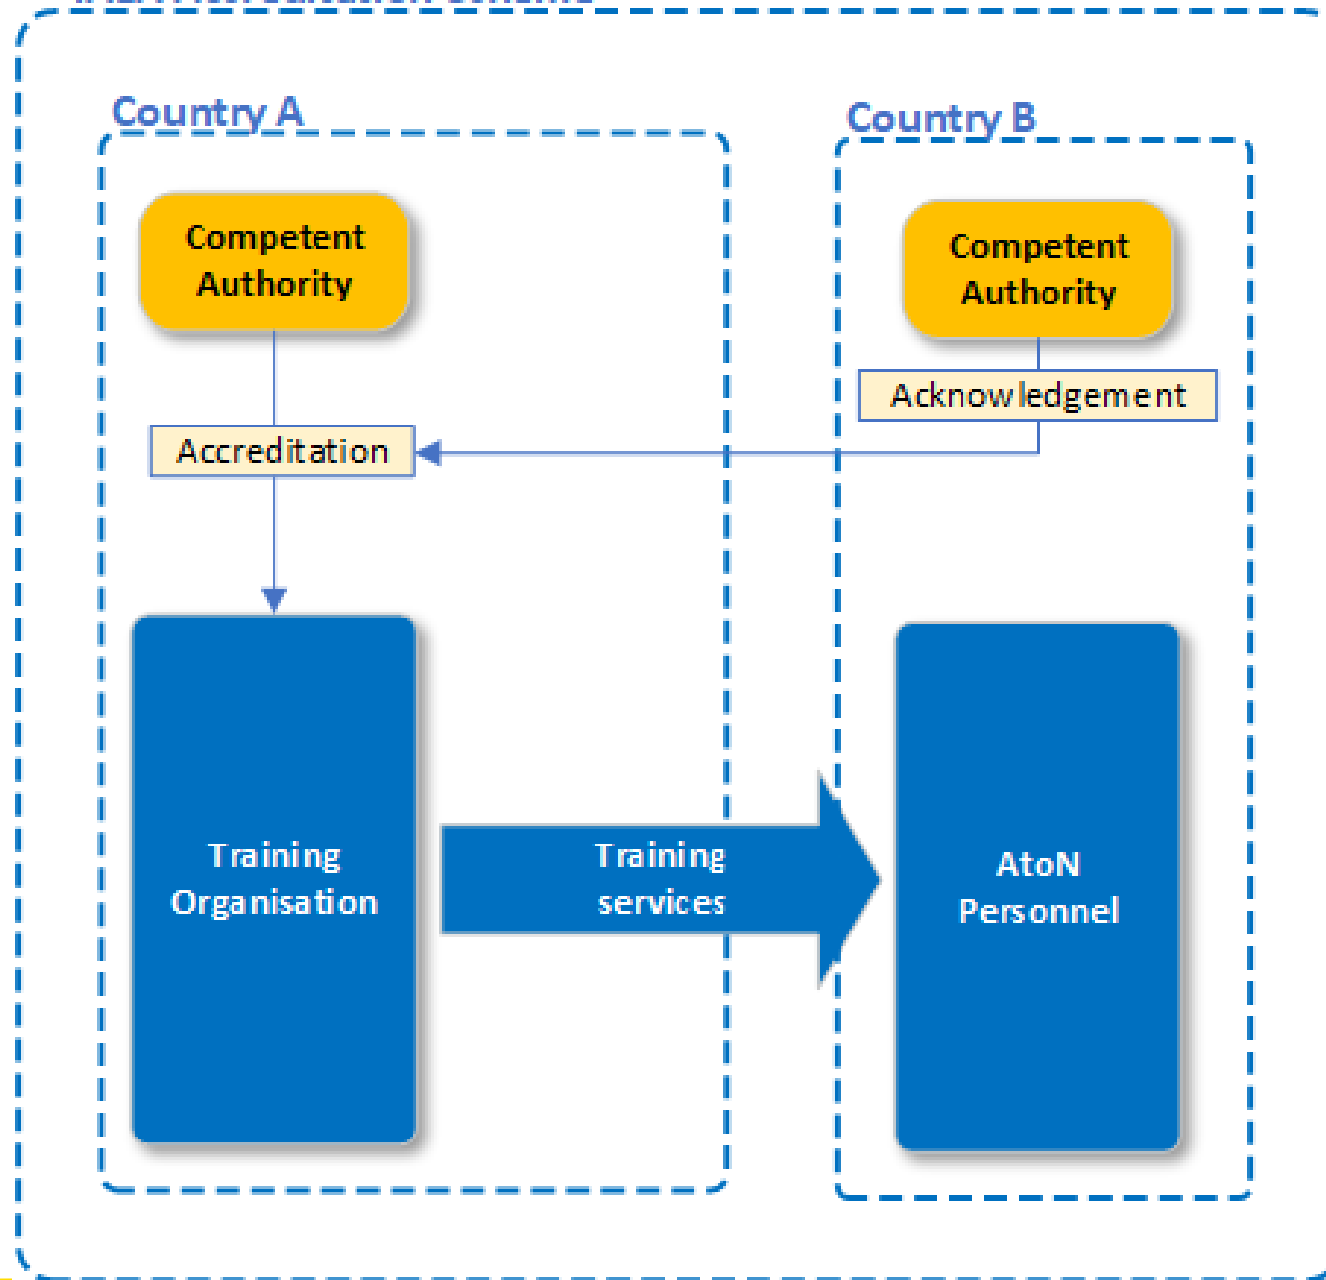 Country A
Country B
Competent
Authority
Competent
Authority
Acknowledgement
Accreditation
Training
Organisation
Training
services
AtoN
Personnel